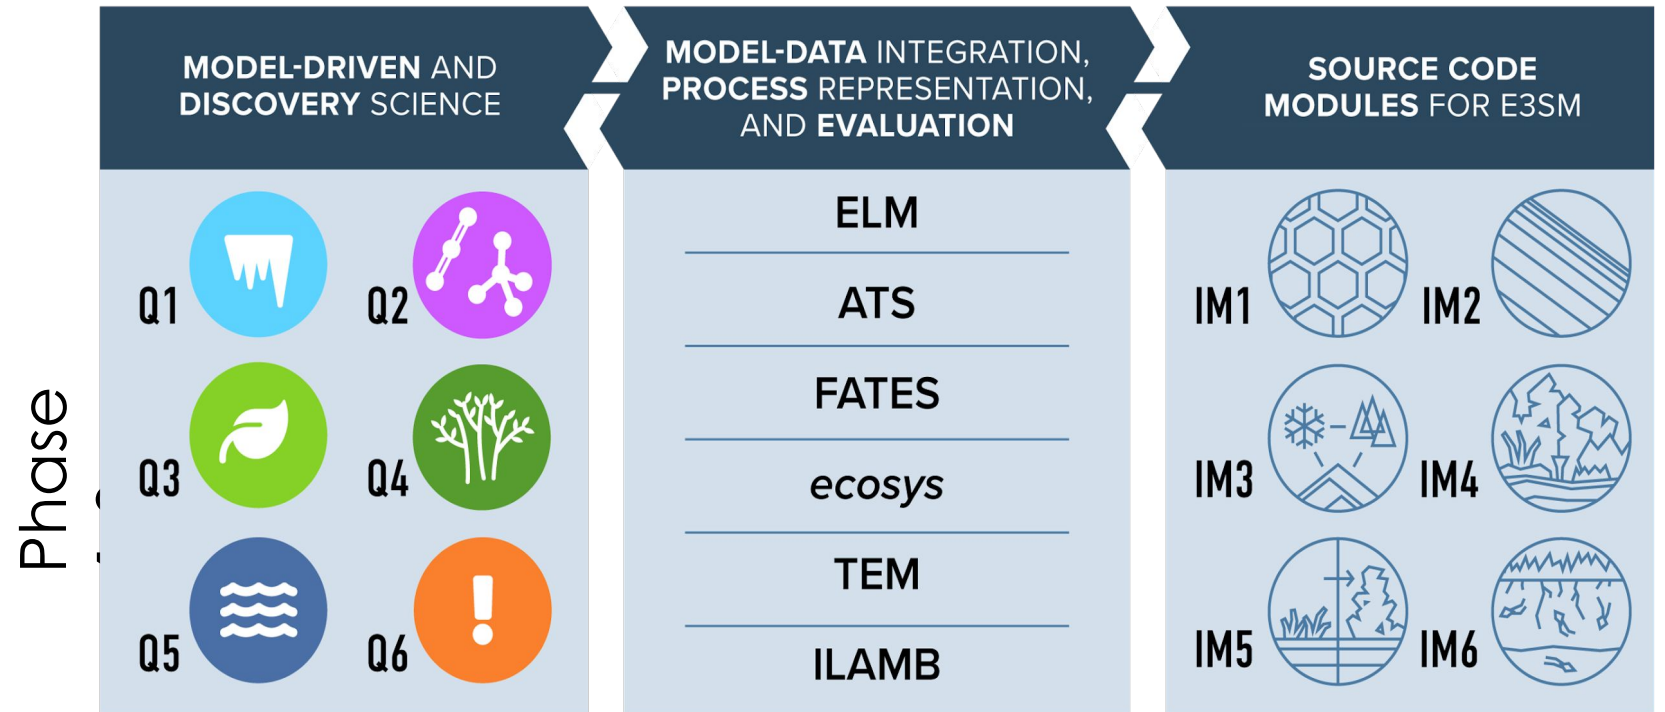 Phase
MODEL-DRIVEN AND
DISCOVERY SCIENCE
MODEL-DATA INTEGRATION,
PROCESS REPRESENTATION,
AND EVALUATION
SOURCE CODE
MODULES FOR E3SM
Q1
Q2
Q3
Q4
Q5
Q6
ELM
ATS
FATES
ecosys
TEM
ILAMB
IM1
IM2
IM3
IM4
IM5
IM6